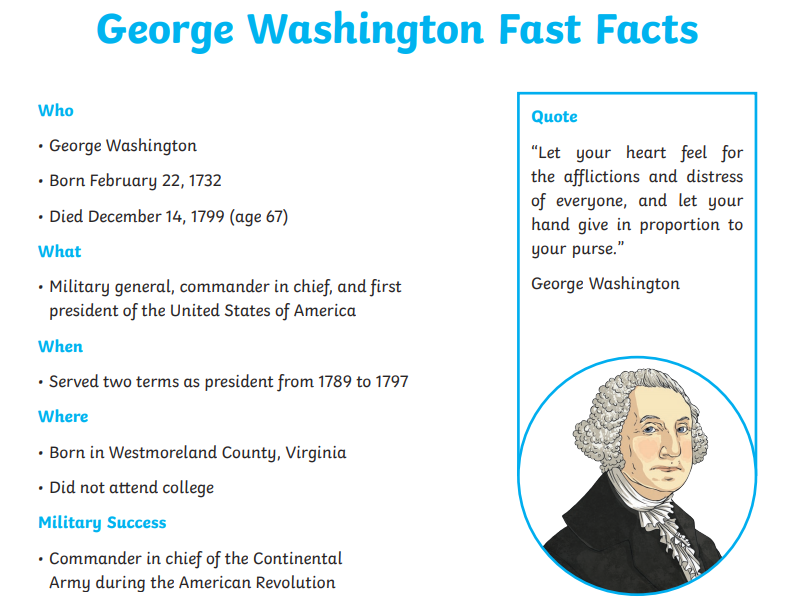 George Washington Fast Facts
Who
• George Washington
• Born February 22, 1732
• Died December 14, 1799 (age 67)
What
• Military general, commander in chief, and first
president of the United States of America
When
• Served two terms as president from 1789 to 1797
Where
• Born in Westmoreland County, Virginia
• Did not attend college
Military Success
• Commander in chief of the Continental
Army during the American Revolution
Quote
“Let your heart feel for
the afflictions and distress
of everyone, and let your
hand give in proportion to
your purse.”
George Washington